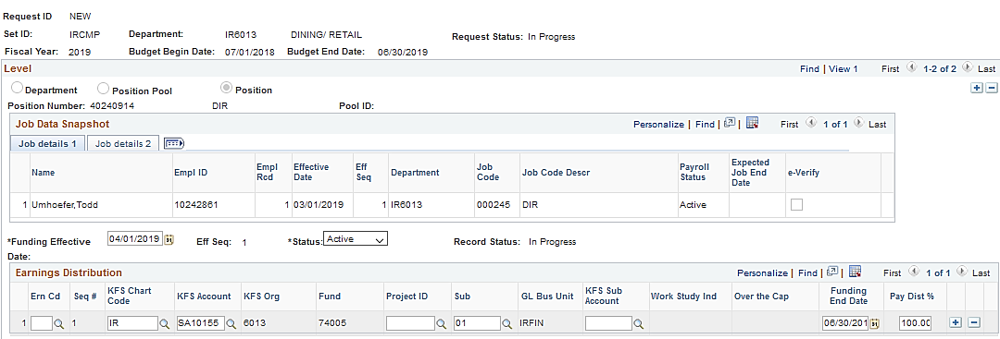 Request ID NEW
Set ID: IRCMP Department: IR6013 DINING/ RETAIL Request Status: In Progress
Fiscal Year: 2019 Budget Begin Date: 07/01/2018 Budget End Date: 06/30/2019
Level Find | View 1 First 1-2 of 2 Last
Department Position Pool Position
Position Number: 40240914 DIR Pool ID:
Job Data Snapshot Personalize | Find | | First 1 of 1 Last
Job details 1 Job details 2
Name Empl ID Empl Rcd Effective Date Eff Seq Department Job Code Job Code Descr Payroll Status Expected Job End Date e-Verify
1 Umhoefer,Todd 10242861 1 03/01/2019 1 IR6013 000245 DIR Active
*Funding Effective Date: 04/01/2019 Eff Seq: 1 *Status: Active Record Status: In Progress
Earnings Distribution Personalize | Find | | First 1 of 1 Last
Ern Cd Seq # KFS Chart Code KFS Account KFS Org Fund Project ID Sub GL Bus Unit KFS Sub Account Work Study Ind Over the Cap Funding End Date Pay Dist %
1 1 IR SA10155 6013 74005 01 IRFIN 06/30/201 100.00